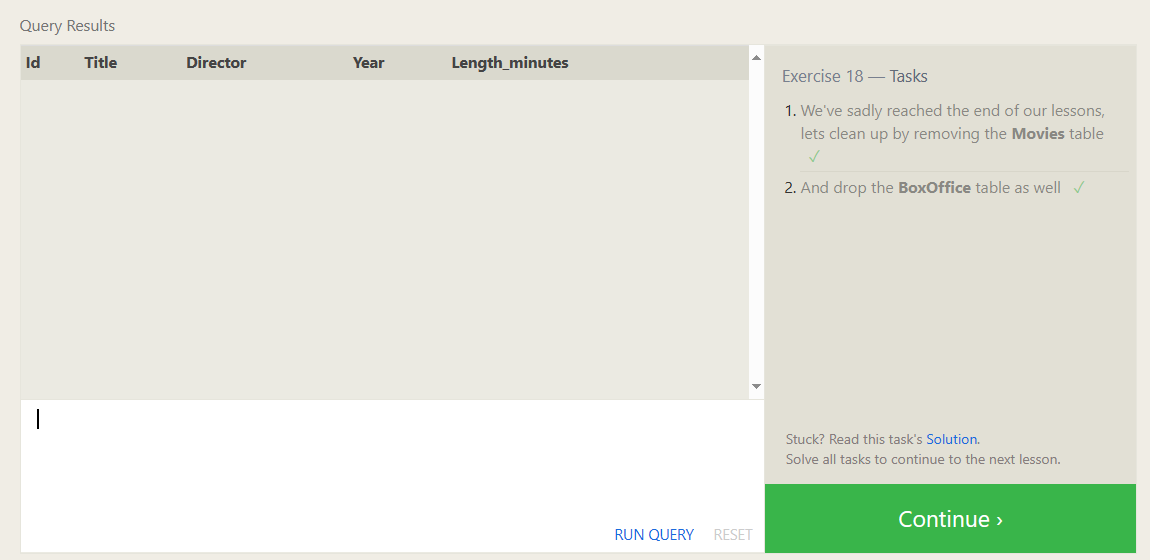 Query Results
Id Title Director Year Length_minutes
Exercise 18 — Tasks
1. We've sadly reached the end of our lessons,
lets clean up by removing the Movies table
✓
2. And drop the BoxOffice table as well ✓
Stuck? Read this task's Solution.
Solve all tasks to continue to the next lesson.
RUN QUERY RESET
Continue ›